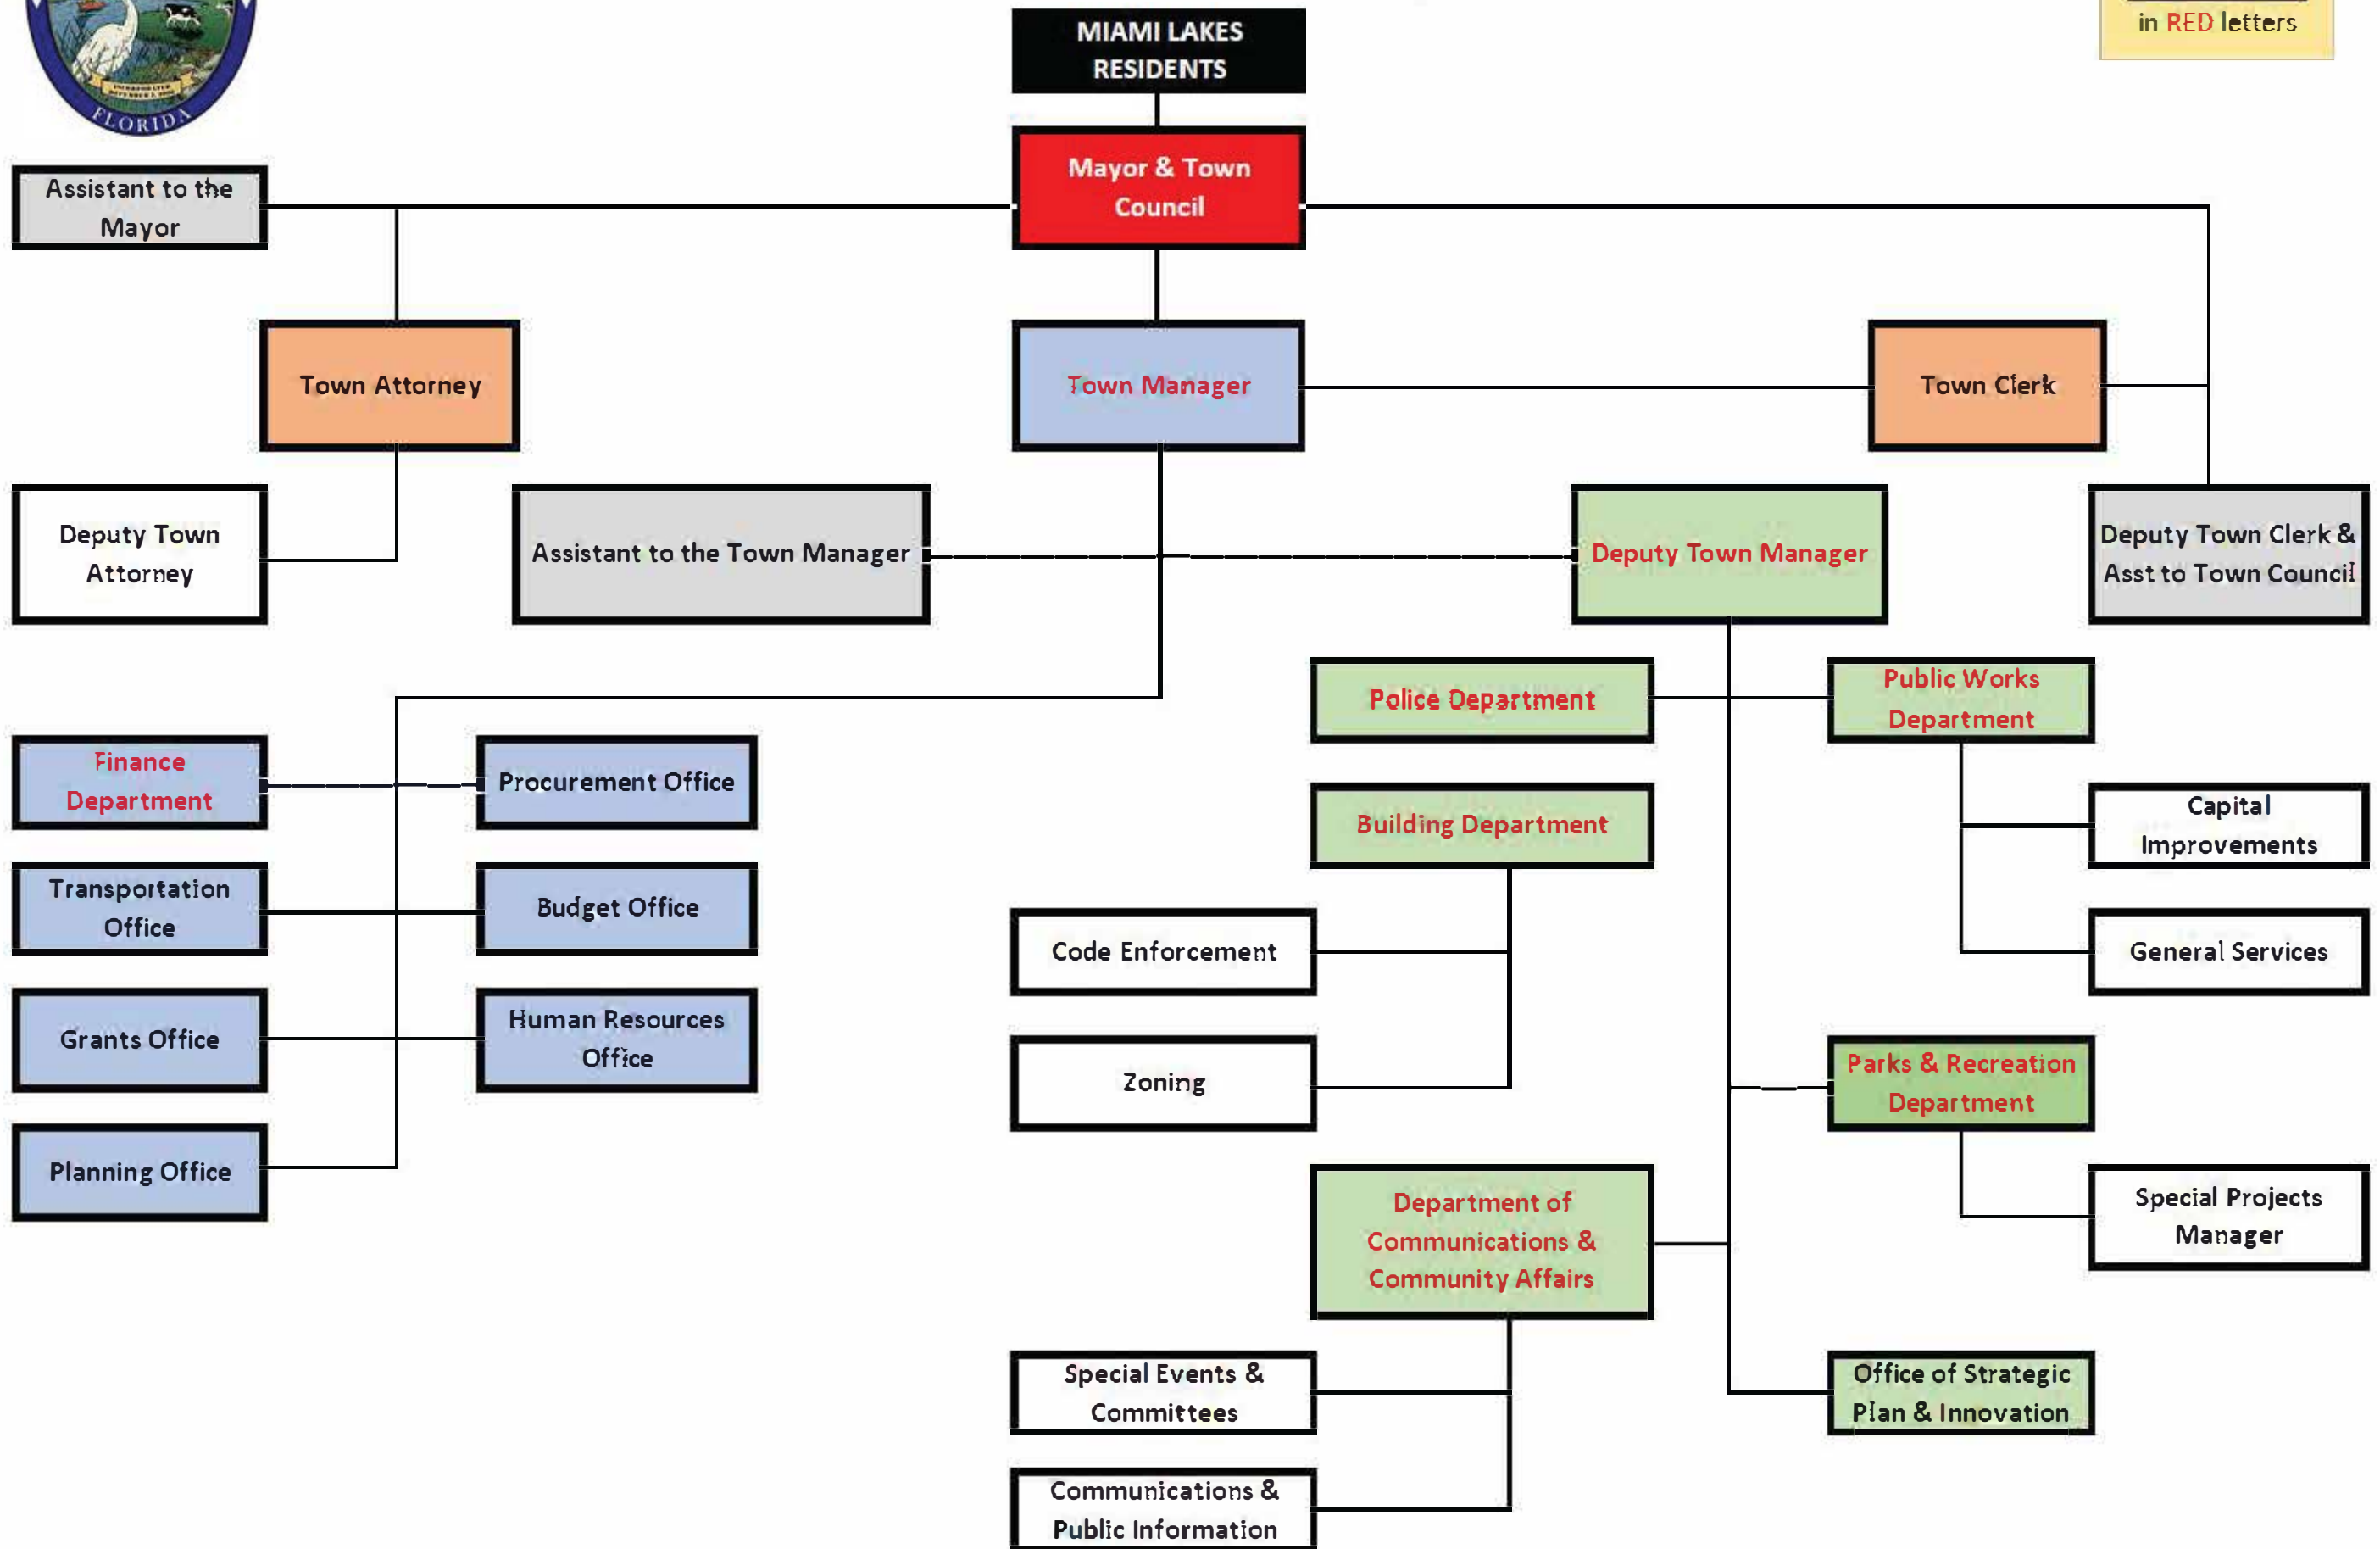 in RED letters
MIAMI LAKES
RESIDENTS
FLORIDA
Mayor & Town
Council
Assistant to the
Mayor
Town Attorney
Town Manager
Town Clerk
Deputy Town
Attorney
Assistant to the Town Manager
Deputy Town Manager
Deputy Town Clerk &
Asst to Town Council
Police Department
Public Works
Department
Finance
Department
Procurement Office
Building Department
Capital
Improvements
Transportation
Office
Budget Office
Code Enforcement
General Services
Grants Office
Human Resources
Office
Zoning
Parks & Recreation
Department
Planning Office
Department of
Communications &
Community Affairs
Special Projects
Manager
Special Events &
Committees
Office of Strategic
Plan & Innovation
Communications &
Public Information